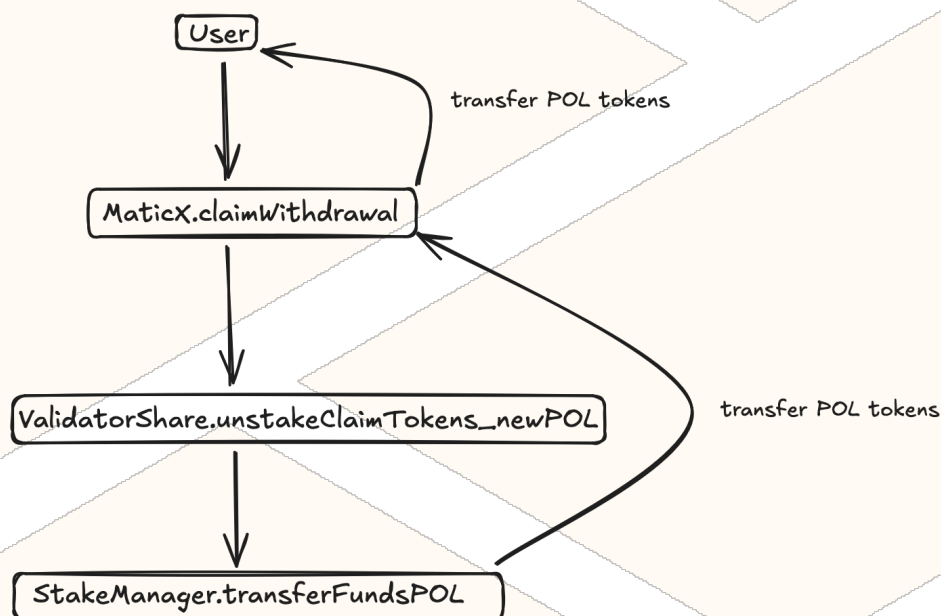 User
transfer POL tokens
MaticX.claimWithdrawal
transfer POL tokens
ValidatorShare.unstakeClaimTokens_newPOL
StakeManager.transferFundsPOL